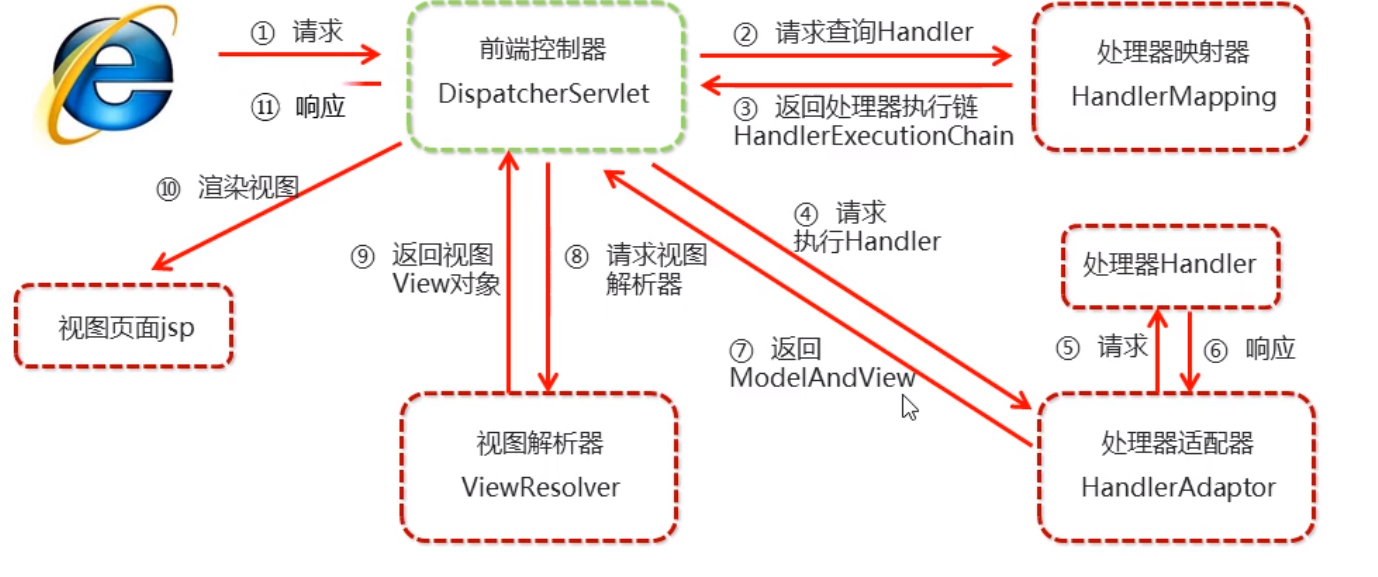 ① 请求
⑪ 响应
前端控制器
DispatcherServlet
② 请求查询Handler
③ 返回处理器执行链
HandlerExecutionChain
处理器映射器
HandlerMapping
⑩ 渲染视图
④ 请求
执行Handler
⑨ 返回视图
View对象
⑧ 请求视图
解析器
处理器Handler
视图页面jsp
⑤ 请求
⑥ 响应
⑦ 返回
ModelAndView
视图解析器
ViewResolver
处理器适配器
HandlerAdaptor